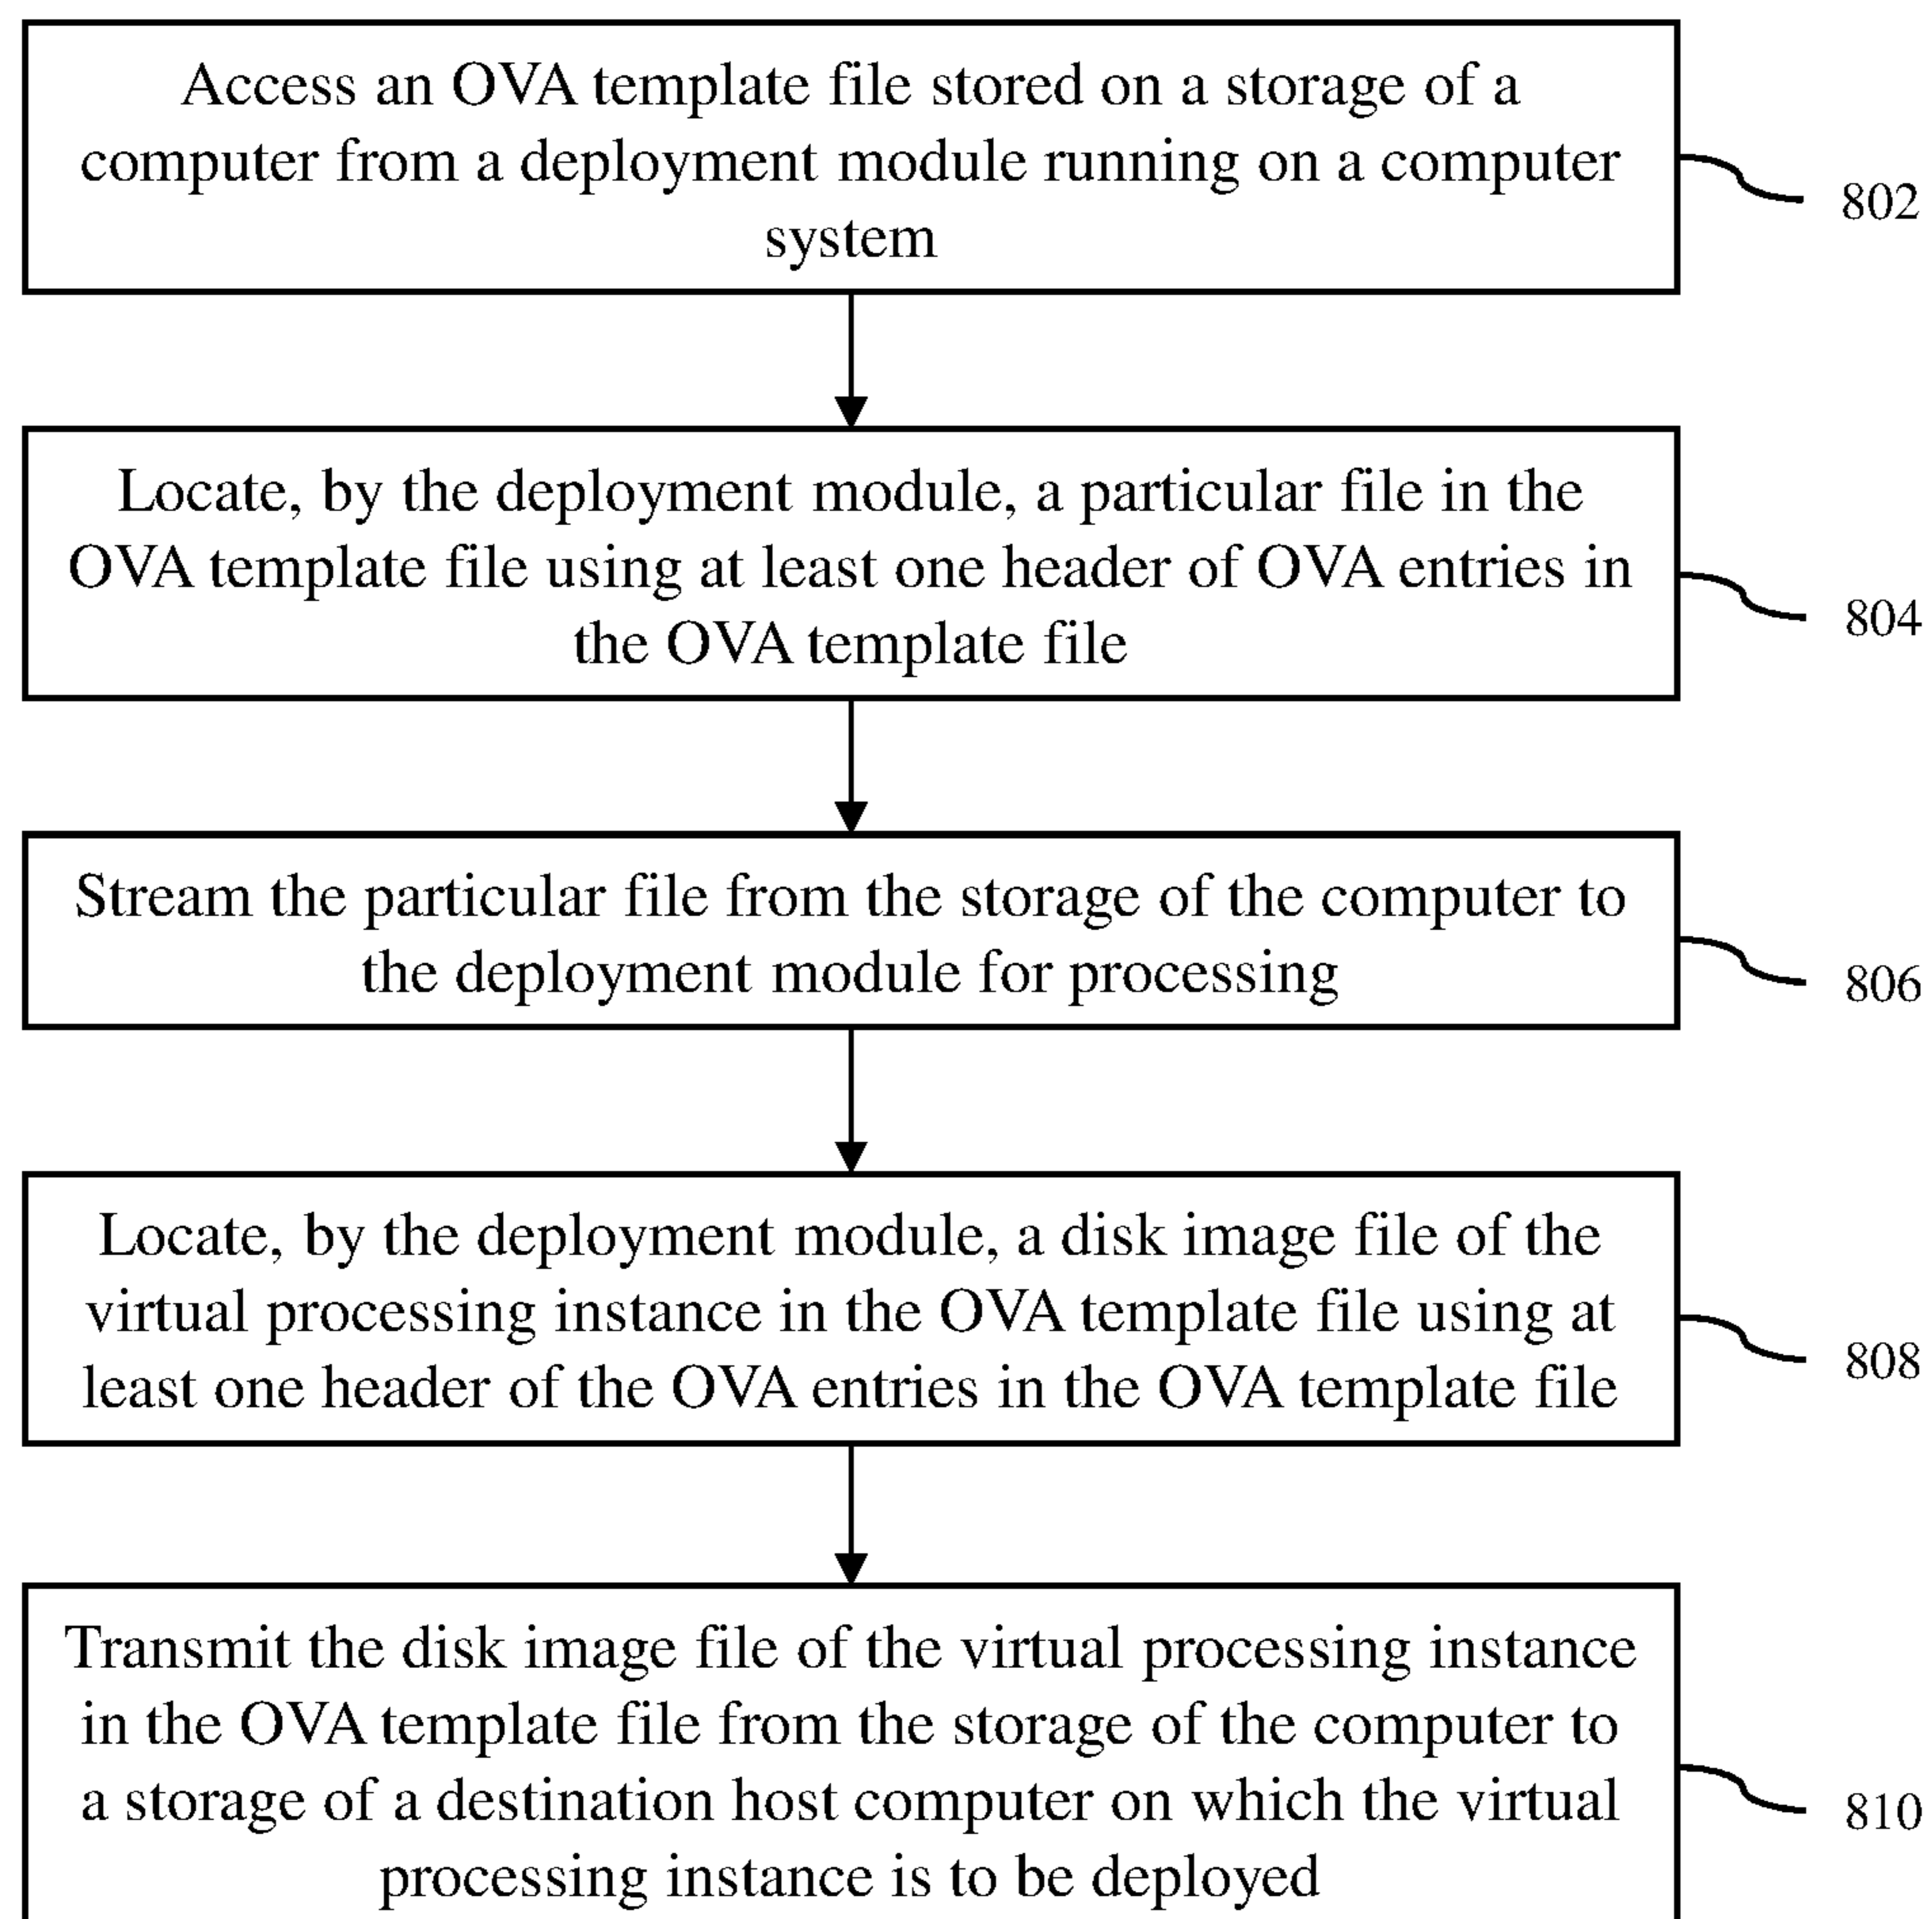 Access an OVA template file stored on a storage of a
computer from a deployment module running on a computer
system
802
Locate, by the deployment module, a particular file in the
OVA template file using at least one header of OVA entries in
the OVA template file
804
Stream the particular file from the storage of the computer to
the deployment module for processing
806
Locate, by the deployment module, a disk image file of the
virtual processing instance in the OVA template file using at
least one header of the OVA entries in the OVA template file
808
Transmit the disk image file of the virtual processing instance
in the OVA template file from the storage of the computer to
a storage of a destination host computer on which the virtual
processing instance is to be deployed
810